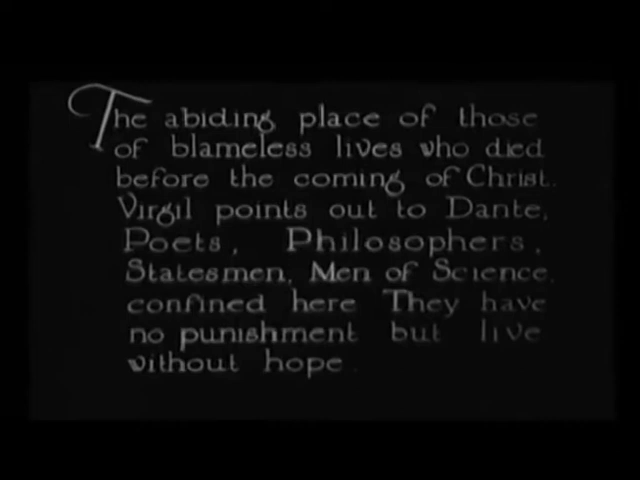 The abiding place of those
of blameless lives who died
before the coming of Christ.
Virgil points out to Dante,
Poets, Philosophers,
Statesmen, Men of Science,
confined here They have
no punishment but live
without hope.